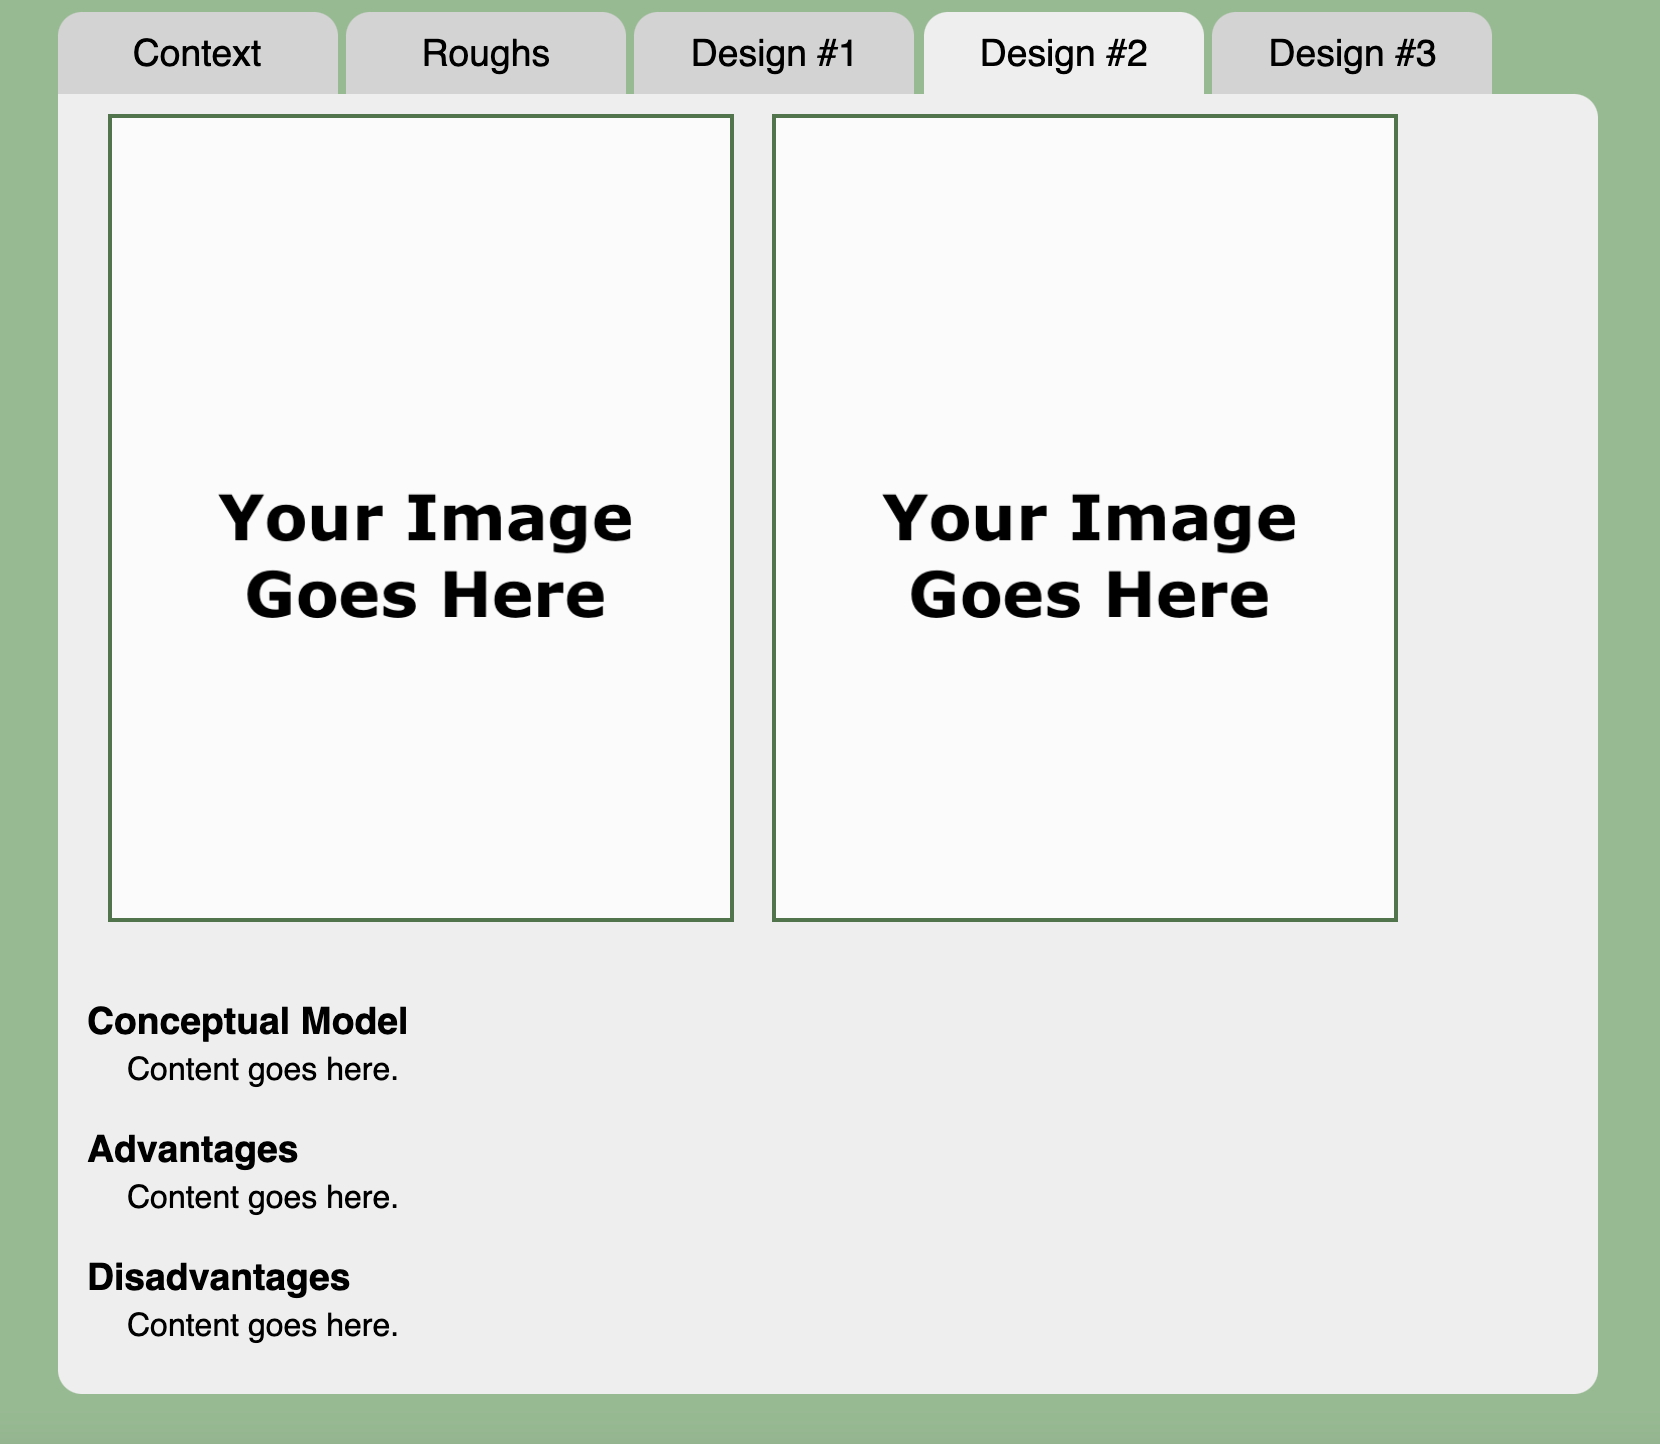 Context Roughs Design #1 Design #2 Design #3
Your Image Your Image
Goes Here Goes Here
Conceptual Model
Content goes here.
Advantages
Content goes here.
Disadvantages
Content goes here.